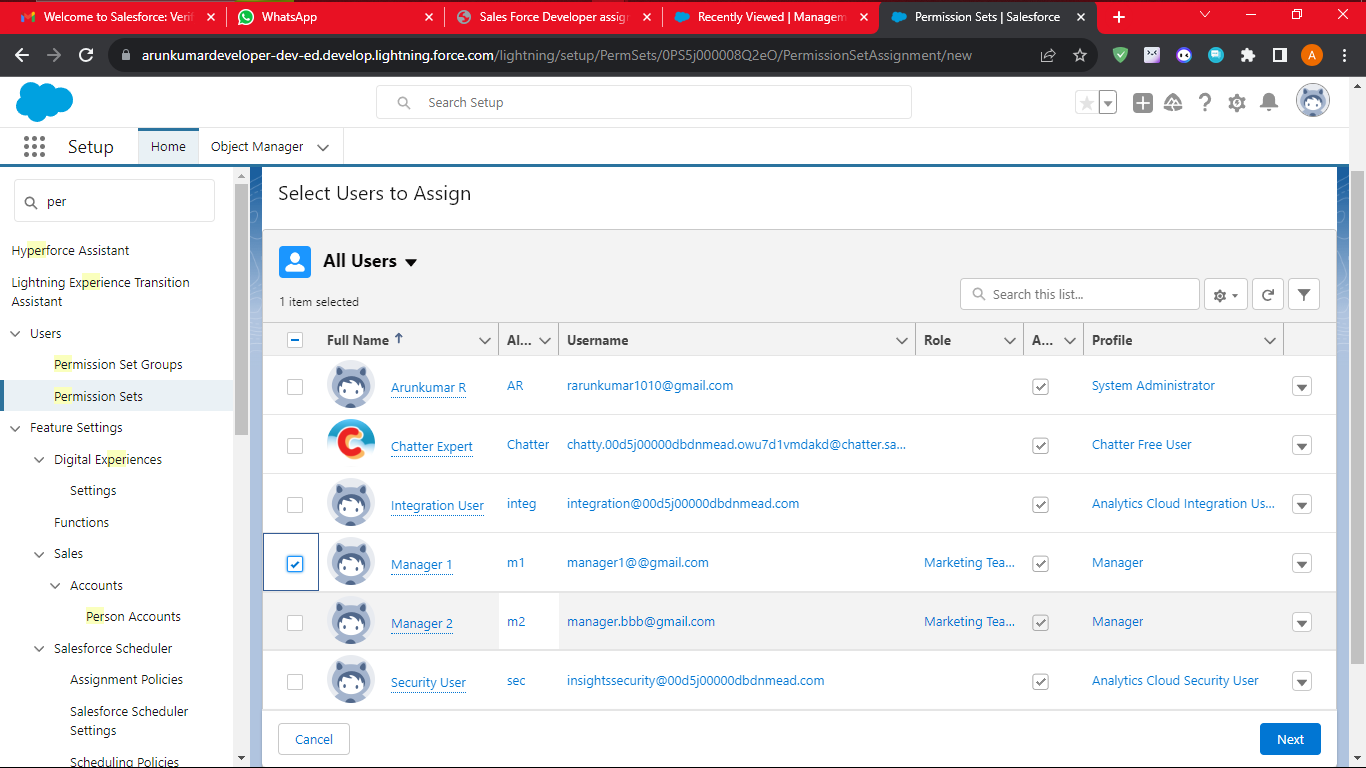 Welcome to Salesforce: Verif
WhatsApp
Sales Force Developer assign
Recently Viewed | Managem
Permission Sets | Salesforce
arunkumardeveloper-dev-ed.develop.lightning.force.com/lightning/setup/PermSets/0PS5j000008Q2eO/PermissionSetAssignment/new
A
Search Setup
Setup
Home
Object Manager
per
Hyperforce Assistant
Lightning Experience Transition
Assistant
Users
Permission Set Groups
Permission Sets
Feature Settings
Digital Experiences
Settings
Functions
Sales
Accounts
Person Accounts
Salesforce Scheduler
Assignment Policies
Salesforce Scheduler
Settings
Scheduling Policies
Select Users to Assign
All Users
1 item selected
Search this list...
Full Name Al... Username Role A... Profile
Arunkumar R AR rarunkumar1010@gmail.com System Administrator
Chatter Expert Chatter chatty.00d5j00000dbdnmead.owu7d1vmdakd@chatter.sa... Chatter Free User
Integration User integ integration@00d5j00000dbdnmead.com Analytics Cloud Integration Us...
Manager 1 m1 manager1@@gmail.com Marketing Tea... Manager
Manager 2 m2 manager.bbb@gmail.com Marketing Tea... Manager
Security User sec insightssecurity@00d5j00000dbdnmead.com Analytics Cloud Security User
Cancel
Next